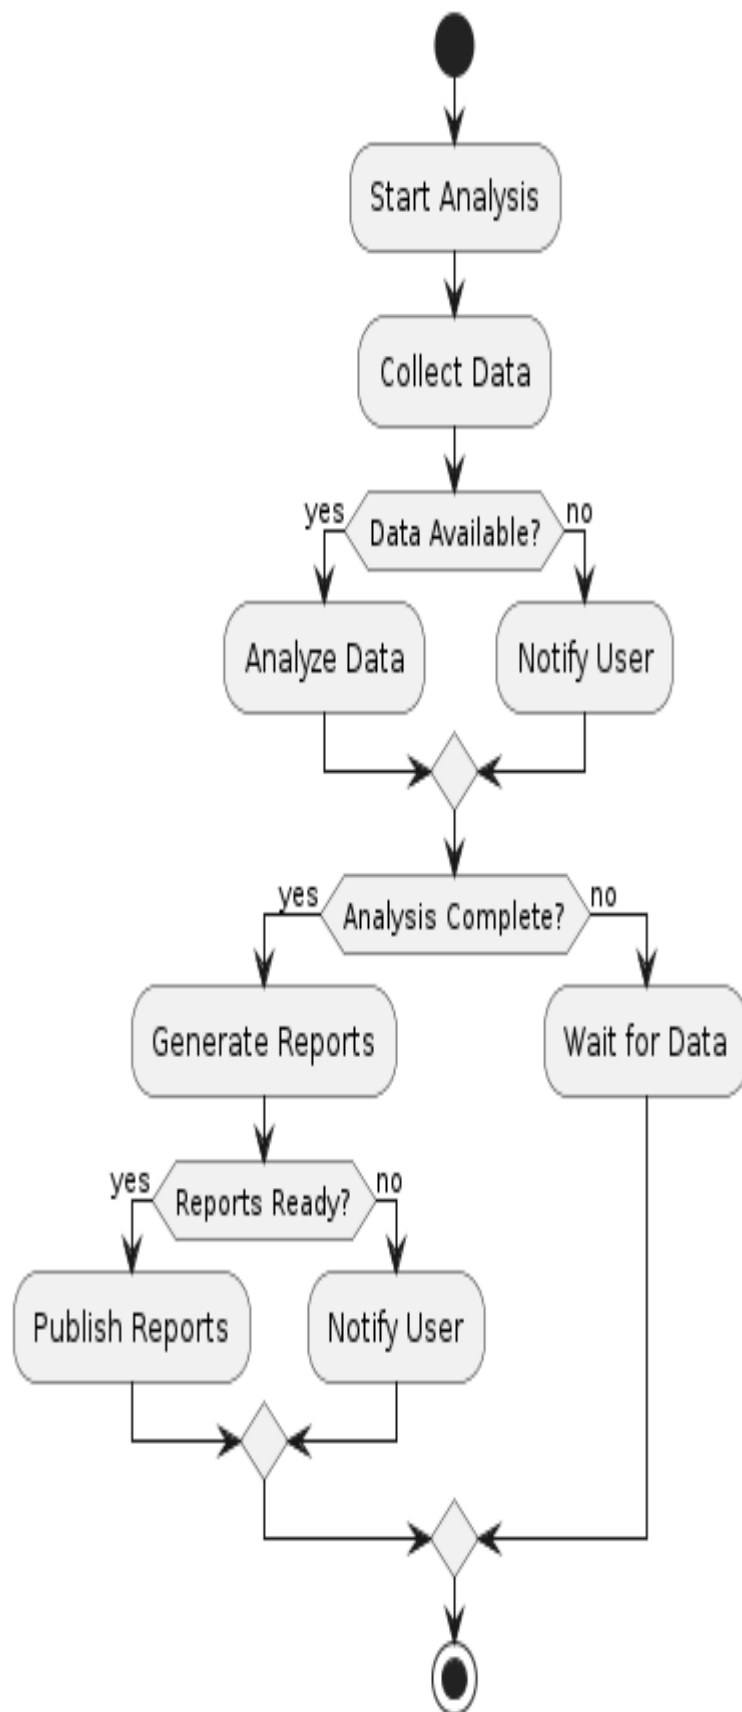 Start Analysis
Collect Data
yes
Data Available?
no
Analyze Data
Notify User
yes
Analysis Complete?
no
Generate Reports
Wait for Data
yes
Reports Ready?
no
Publish Reports
Notify User